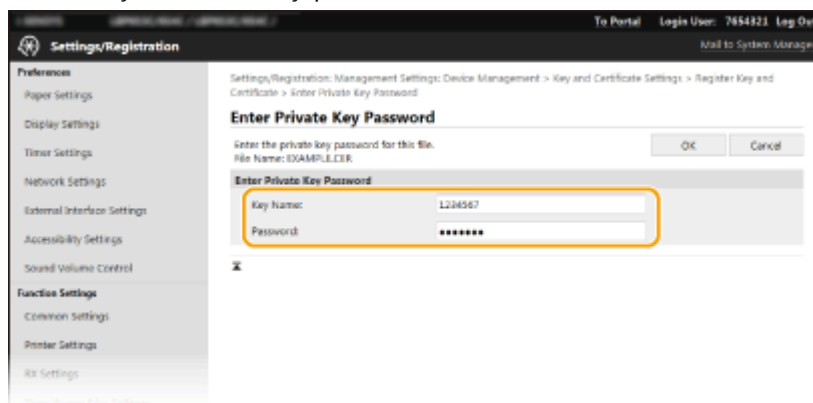 To Portal Login User: 7654321 Log Ou
Settings/Registration
Mail to System Manage
Preferences
Paper Settings
Display Settings
Timer Settings
Network Settings
External Interface Settings
Accessibility Settings
Sound Volume Control
Function Settings
Common Settings
Printer Settings
RX Settings
Settings/Registration: Management Settings: Device Management > Key and Certificate Settings > Register Key and
Certificate > Enter Private Key Password
Enter Private Key Password
Enter the private key password for this file.
File Name: EXAMPLE.CER
OK Cancel
Enter Private Key Password
Key Name: 1234567
Password: •••••••